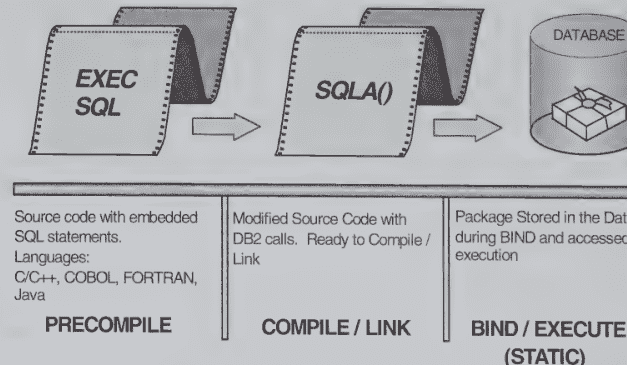 EXEC
SQL
SQLA()
DATABASE
Source code with embedded
SQL statements.
Languages:
C/C++, COBOL, FORTRAN,
Java
PRECOMPILE
Modified Source Code with
DB2 calls. Ready to Compile /
Link
COMPILE / LINK
Package Stored in the Dat
during BIND and accessed
execution
BIND / EXECUTE
(STATIC)